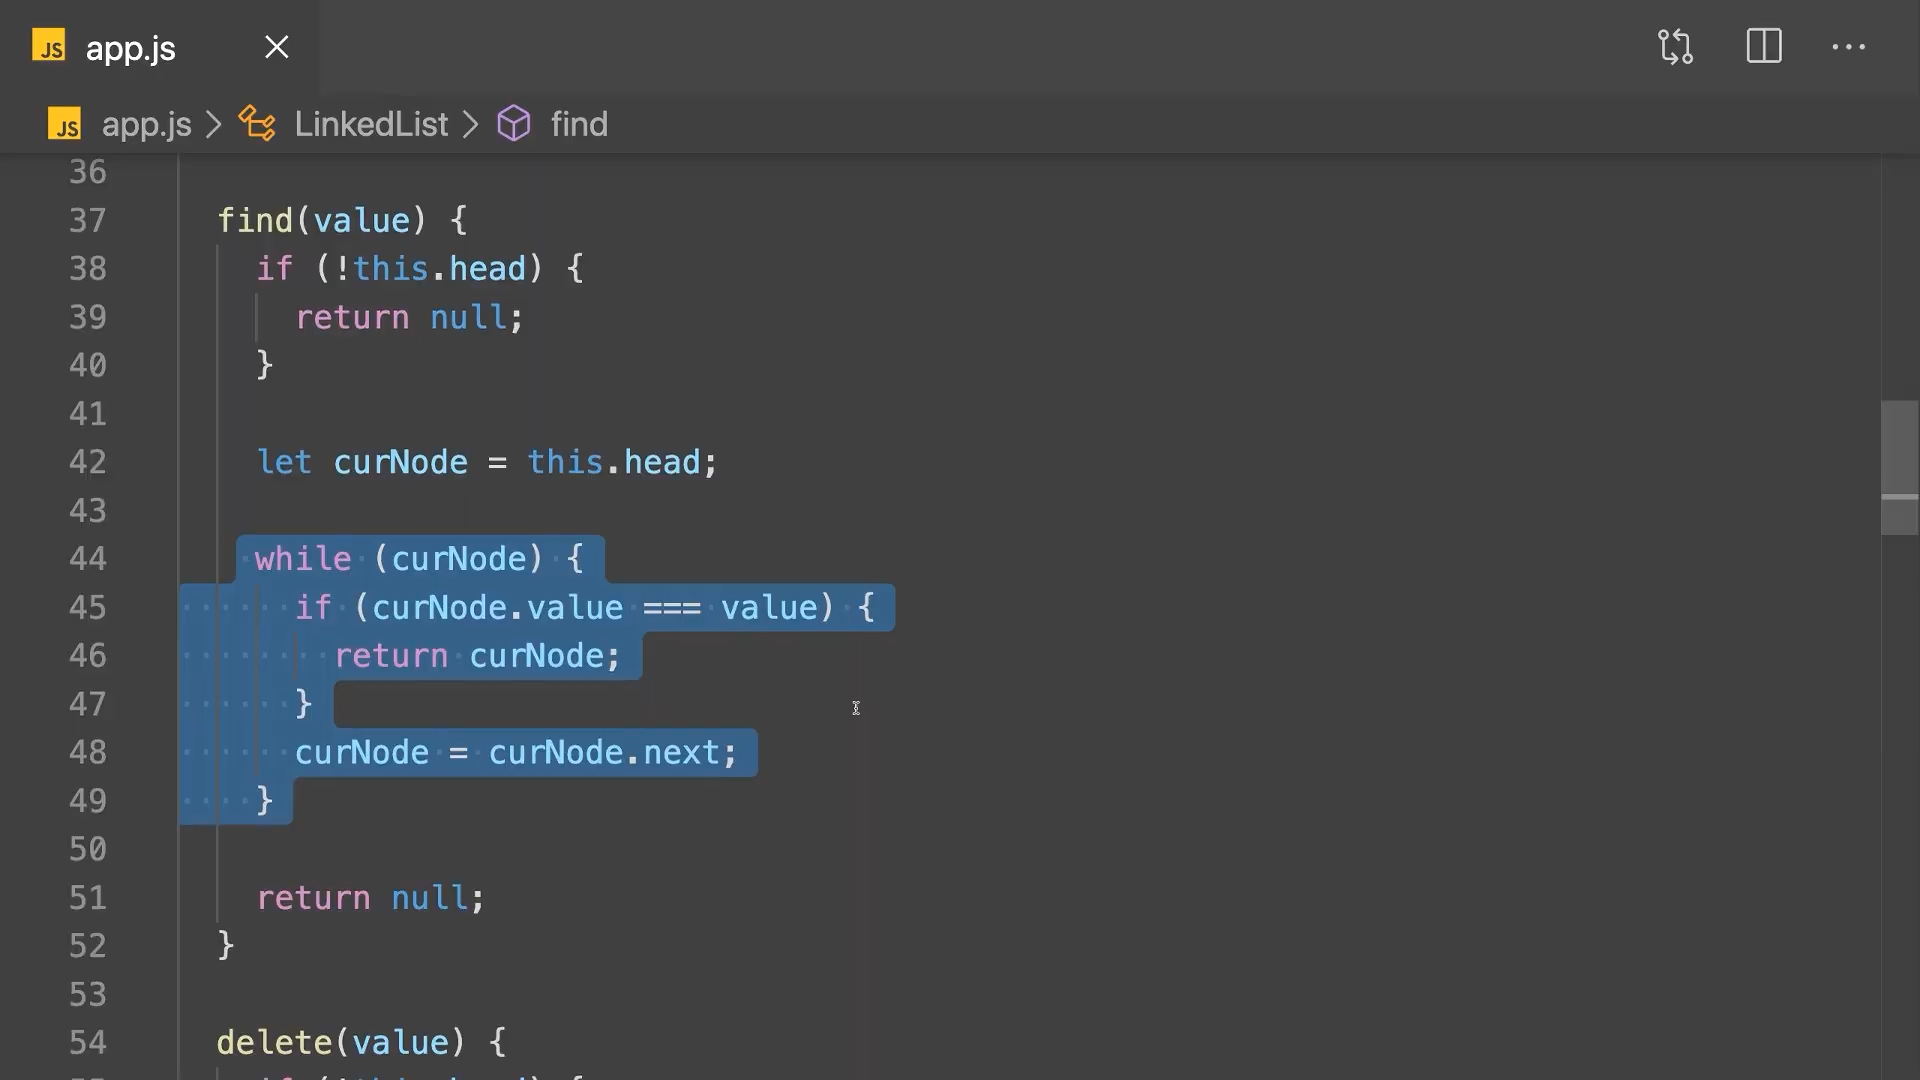 JS app.js
JS app.js > LinkedList > find
36
37 find(value) {
38 if (!this.head) {
39 return null;
40 }
41
42 let curNode = this.head;
43
44 while (curNode) {
45 if (curNode.value === value) {
46 return curNode;
47 }
48 curNode = curNode.next;
49 }
50
51 return null;
52 }
53
54 delete(value) {